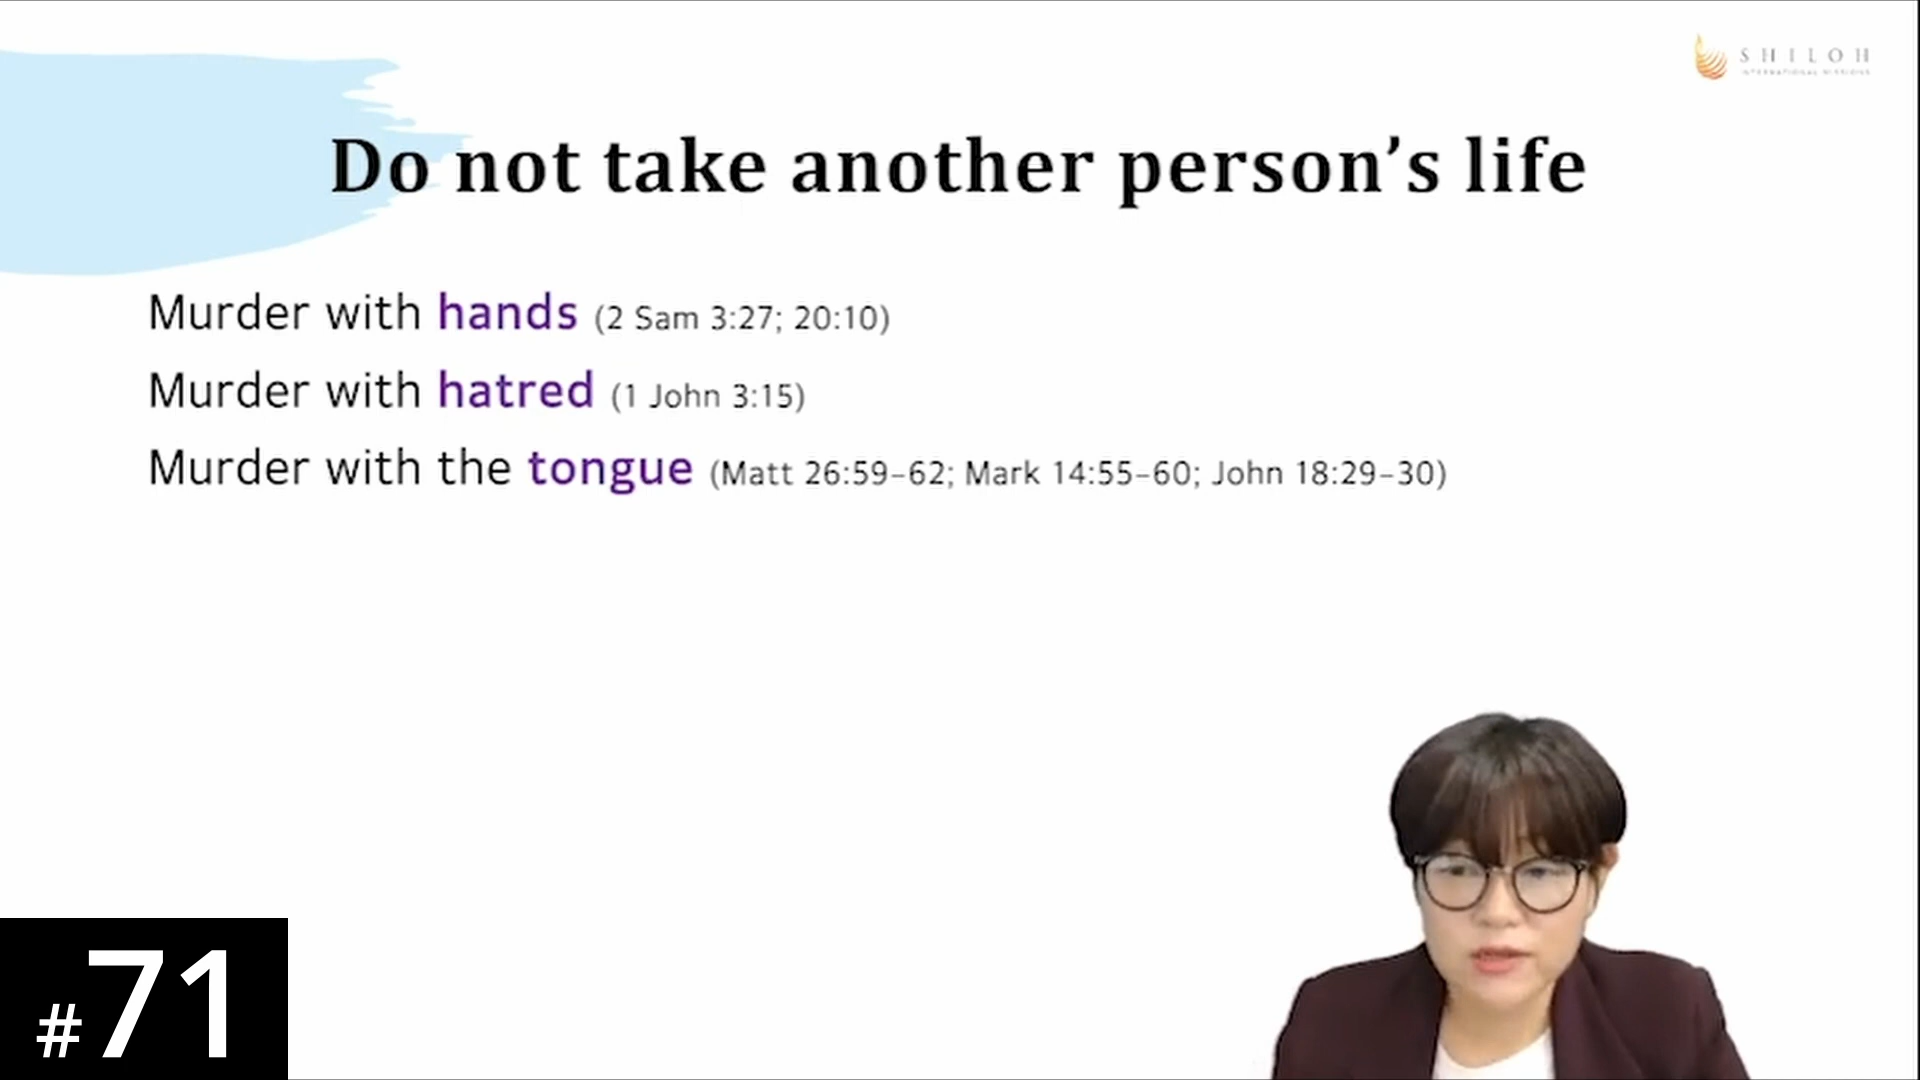 SHILOH
INTERNATIONAL MISSIONS
Do not take another person’s life
Murder with hands (2 Sam 3:27; 20:10)
Murder with hatred (1 John 3:15)
Murder with the tongue (Matt 26:59–62; Mark 14:55–60; John 18:29–30)
#71